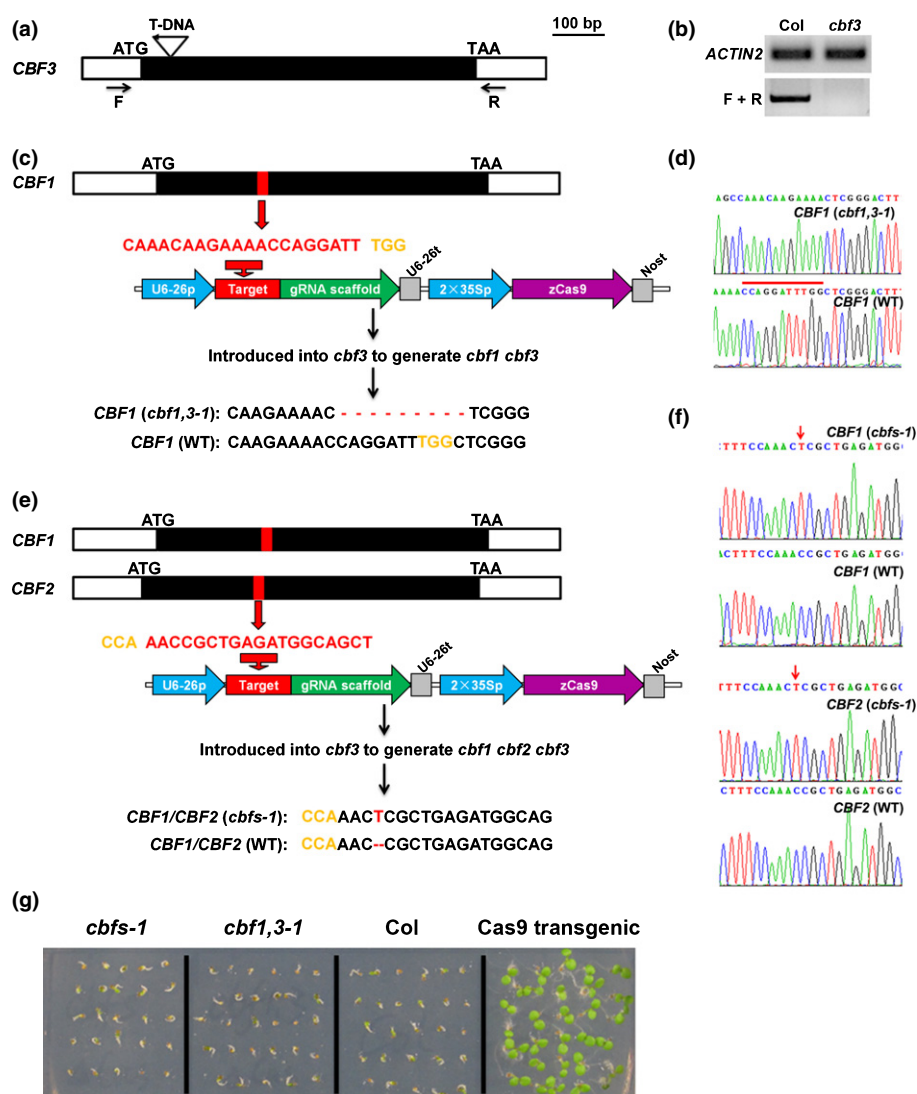 (a)
T-DNA
100 bp
ATG
TAA
CBF3
F
R
(b)
Col cbf3
ACTIN2
F + R
(c)
ATG
TAA
CBF1
CAAACAAGAAAACCAGGATT TGG
U6-26p
Target
gRNA scaffold
U6-26t
2×35Sp
zCas9
Nost
Introduced into cbf3 to generate cbf1 cbf3
CBF1 (cbf1,3-1): CAAGAAAAC - - - - - - - - - - TCGGG
CBF1 (WT): CAAGAAAACCAGGATTTGGCTCGGG
(d)
AGCCAAACAAGAAAACTCGGGACTT
CBF1 (cbf1,3-1)
AAAACCAGGATTTGGCTCGGGACTT
CBF1 (WT)
(e)
ATG
TAA
CBF1
ATG
TAA
CBF2
CCA AACCGCTGAGATGGCAGCT
U6-26p
Target
gRNA scaffold
U6-26t
2×35Sp
zCas9
Nost
Introduced into cbf3 to generate cbf1 cbf2 cbf3
CBF1/CBF2 (cbfs-1): CCAAACTCGCTGAGATGGCAG
CBF1/CBF2 (WT): CCAAAC--CGCTGAGATGGCAG
(f)
CBF1 (cbfs-1)
TTTCCAAACTCGCTGAGATGG
ACTTTCCAAACCGCTGAGATGG
CBF1 (WT)
TTTCCAAACTCGCTGAGATGG
CBF2 (cbfs-1)
CTTTCCAAACCGCTGAGATGGC
CBF2 (WT)
(g)
cbfs-1 cbf1,3-1 Col Cas9 transgenic